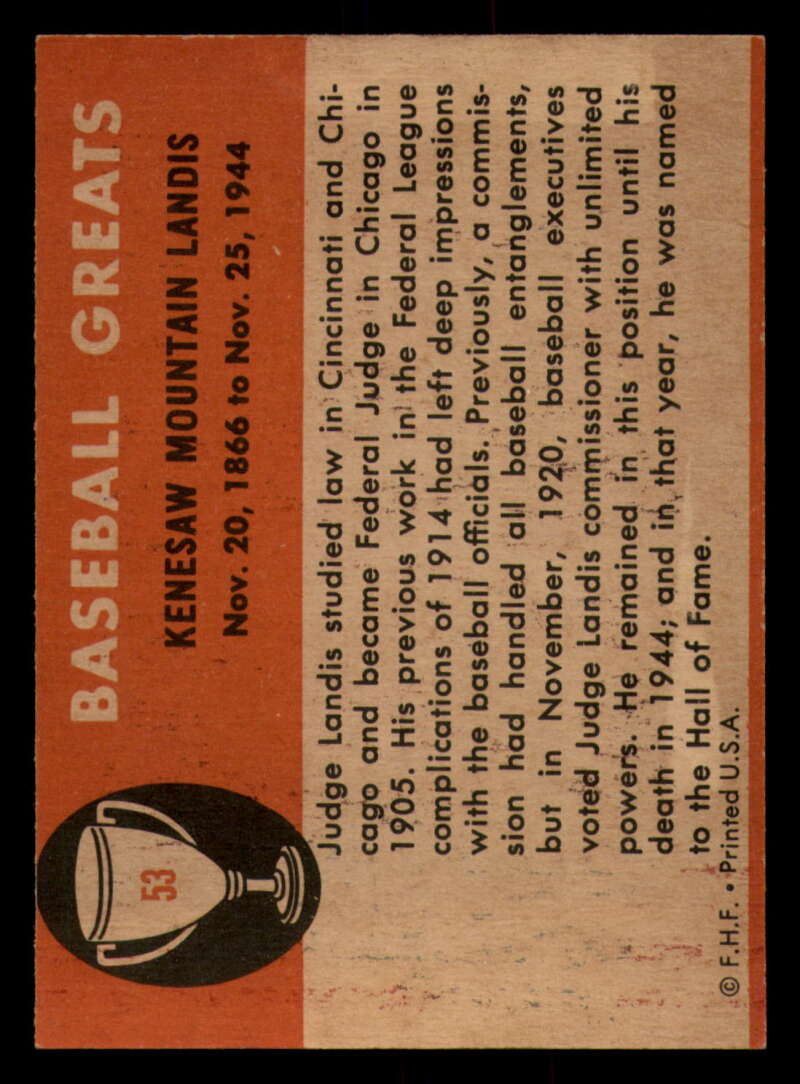 BASEBALL GREATS
KENESAW MOUNTAIN LANDIS
Nov. 20, 1866 to Nov. 25, 1944
53
Judge Landis studied law in Cincinnati and Chi-
cago and became Federal Judge in Chicago in
1905. His previous work in the Federal League
complications of 1914 had left deep impressions
with the baseball officials. Previously, a commis-
sion had handled all baseball entanglements,
but in November, 1920, baseball executives
voted Judge Landis commissioner with unlimited
powers. He remained in this position until his
death in 1944; and in that year, he was named
to the Hall of Fame.
© F.H.F. • Printed U.S.A.